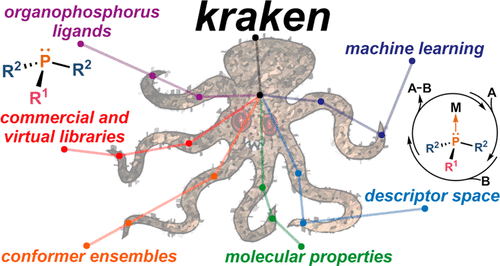 kraken
organophosphorus
ligands
P
R² R²
R¹
commercial and
virtual libraries
conformer ensembles
molecular properties
descriptor space
machine learning
A–B
A
M
P
R² R²
R¹
B